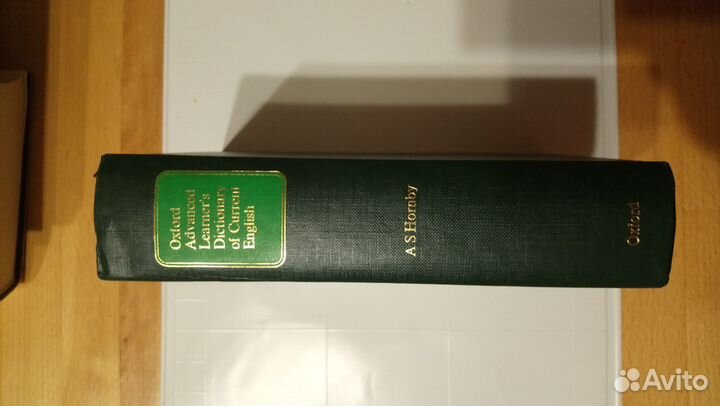 Oxford
Advanced
Learner's
Dictionary
of Current
English
A S Hornby
Oxford
Avito